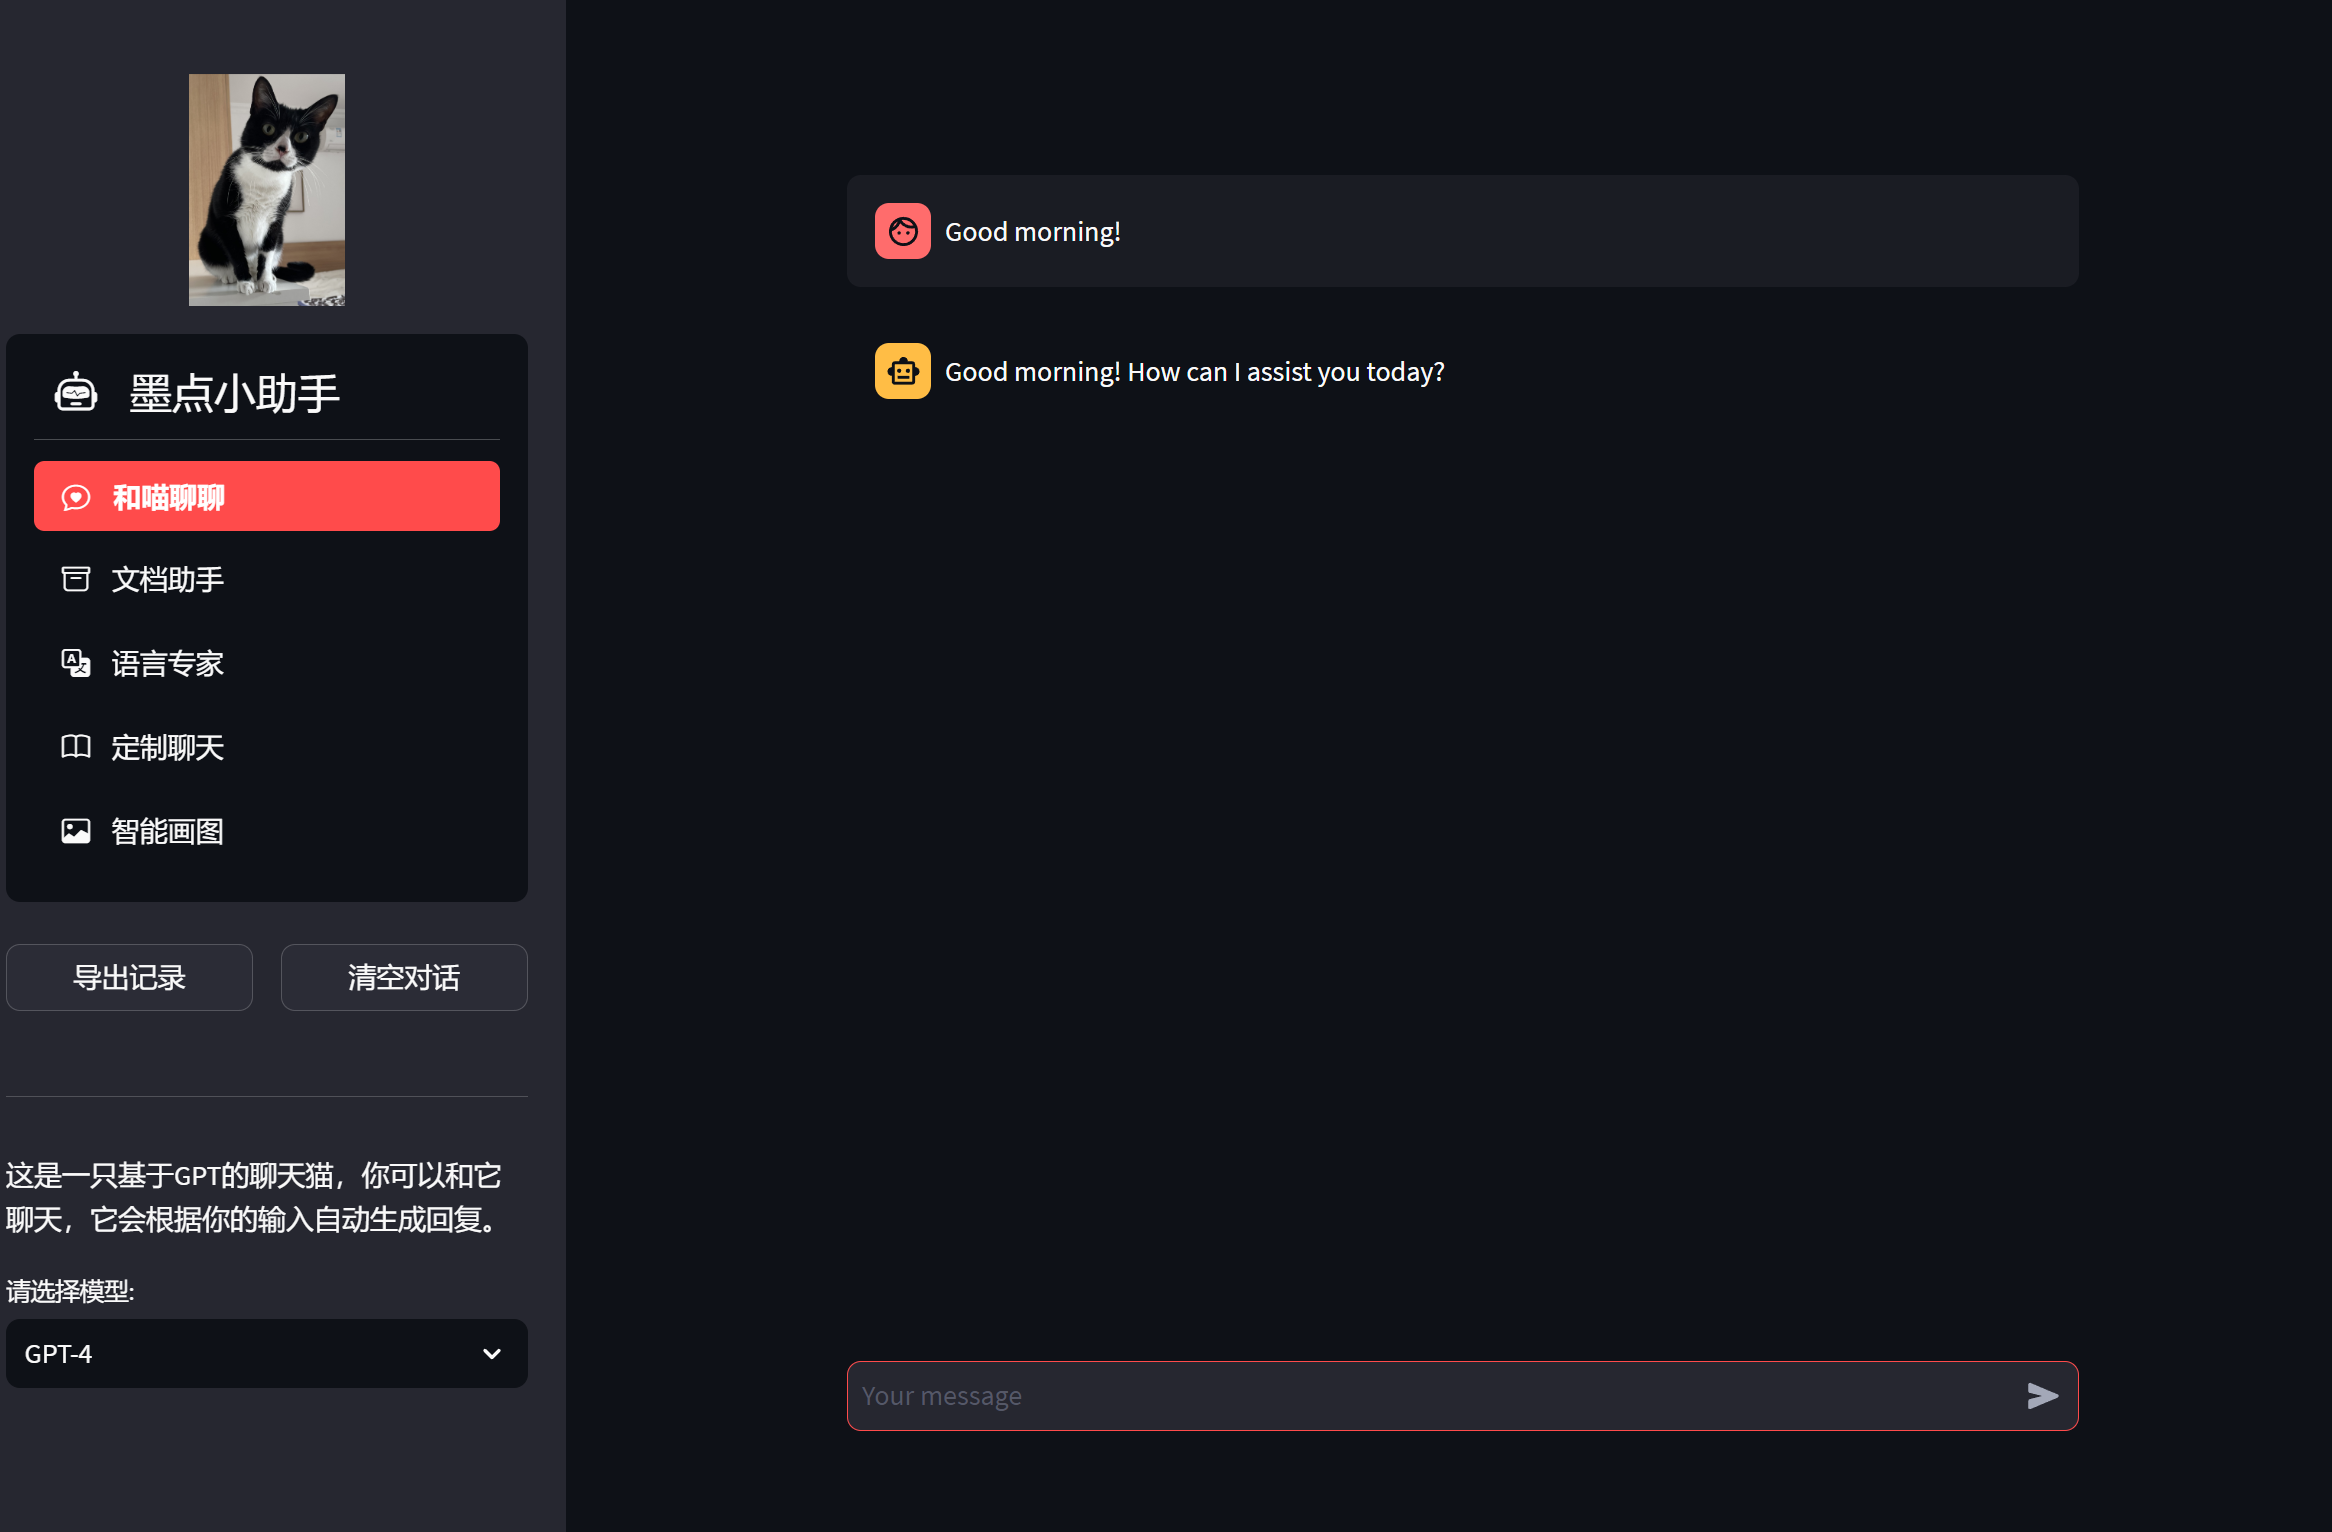 墨点小助手
和喵聊聊
文档助手
语言专家
定制聊天
智能画图
导出记录
清空对话
这是一只基于GPT的聊天猫，你可以和它
聊天，它会根据你的输入自动生成回复。
请选择模型:
GPT-4
Good morning!
Good morning! How can I assist you today?
Your message